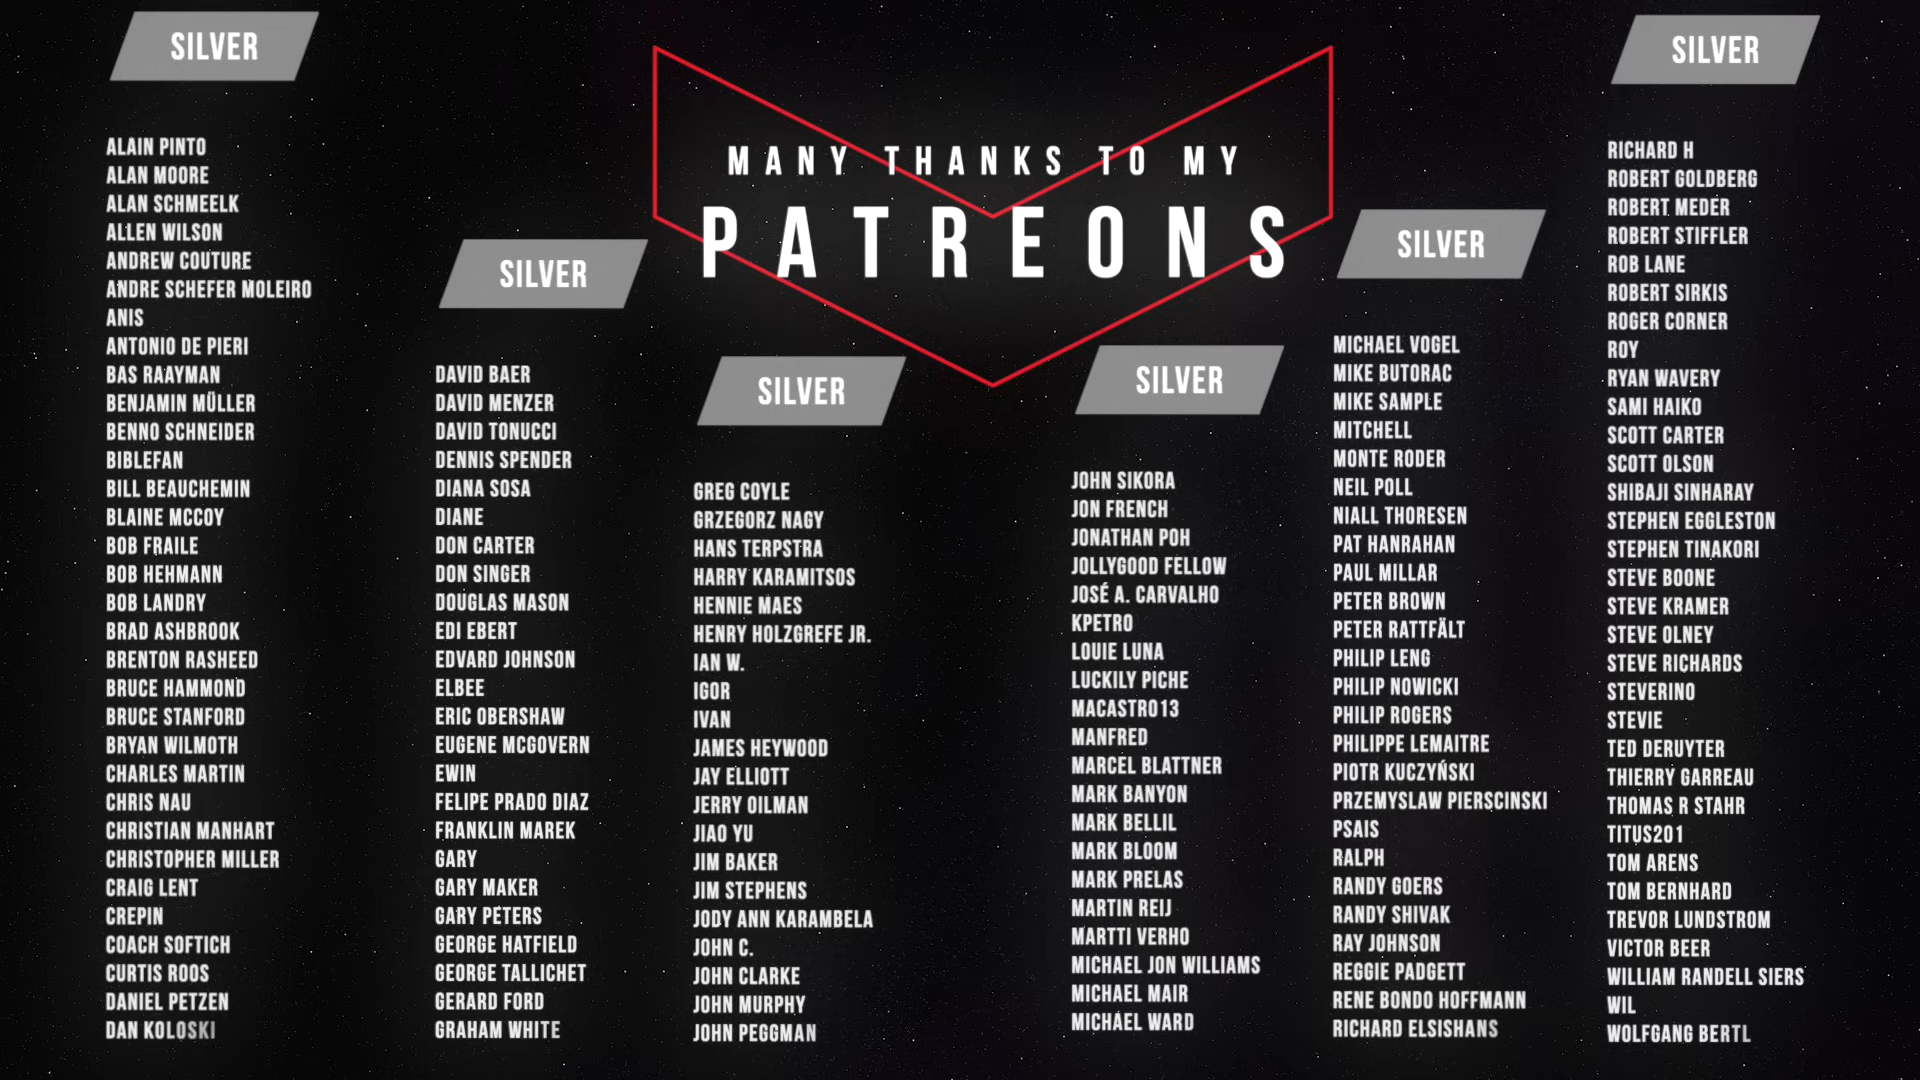 MANY THANKS TO MY
PATREONS
SILVER
ALAIN PINTO
ALAN MOORE
ALAN SCHMEELK
ALLEN WILSON
ANDREW COUTURE
ANDRE SCHEFER MOLEIRO
ANIS
ANTONIO DE PIERI
BAS RAAYMAN
BENJAMIN MÜLLER
BENNO SCHNEIDER
BIBLEFAN
BILL BEAUCHEMIN
BLAINE MCCOY
BOB FRAILE
BOB HEHMANN
BOB LANDRY
BRAD ASHBROOK
BRENTON RASHEED
BRUCE HAMMOND
BRUCE STANFORD
BRYAN WILMOTH
CHARLES MARTIN
CHRIS NAU
CHRISTIAN MANHART
CHRISTOPHER MILLER
CRAIG LENT
CREPIN
COACH SOFTICH
CURTIS ROOS
DANIEL PETZEN
DAN KOLOSKI
SILVER
DAVID BAER
DAVID MENZER
DAVID TONUCCI
DENNIS SPENDER
DIANA SOSA
DIANE
DON CARTER
DON SINGER
DOUGLAS MASON
EDI EBERT
EDVARD JOHNSON
ELBEE
ERIC OBERSHAW
EUGENE MCGOVERN
EWIN
FELIPE PRADO DIAZ
FRANKLIN MAREK
GARY
GARY MAKER
GARY PETERS
GEORGE HATFIELD
GEORGE TALLICHET
GERARD FORD
GRAHAM WHITE
SILVER
GREG COYLE
GRZEGORZ NAGY
HANS TERPSTRA
HARRY KARAMITSOS
HENNIE MAES
HENRY HOLZGREFE JR.
IAN W.
IGOR
IVAN
JAMES HEYWOOD
JAY ELLIOTT
JERRY OILMAN
JIAO YU
JIM BAKER
JIM STEPHENS
JODY ANN KARAMBELA
JOHN C.
JOHN CLARKE
JOHN MURPHY
JOHN PEGGMAN
SILVER
JOHN SIKORA
JON FRENCH
JONATHAN POH
JOLLYGOOD FELLOW
JOSÉ A. CARVALHO
KPETRO
LOUIE LUNA
LUCKILY PICHE
MACASTRO13
MANFRED
MARCEL BLATTNER
MARK BANYON
MARK BELLIL
MARK BLOOM
MARK PRELAS
MARTIN REIJ
MARTTI VERHO
MICHAEL JON WILLIAMS
MICHAEL MAIR
MICHAEL WARD
SILVER
MICHAEL VOGEL
MIKE BUTORAC
MIKE SAMPLE
MITCHELL
MONTE RODER
NEIL POLL
NIALL THORESEN
PAT HANRAHAN
PAUL MILLAR
PETER BROWN
PETER RATTFÄLT
PHILIP LENG
PHILIP NOWICKI
PHILIP ROGERS
PHILIPPE LEMAITRE
PIOTR KUCZYŃSKI
PRZEMYSLAW PIERSCINSKI
PSAIS
RALPH
RANDY GOERS
RANDY SHIVAK
RAY JOHNSON
REGGIE PADGETT
RENE BONDO HOFFMANN
RICHARD ELSISHANS
SILVER
RICHARD H
ROBERT GOLDBERG
ROBERT MEDER
ROBERT STIFFLER
ROB LANE
ROBERT SIRKIS
ROGER CORNER
ROY
RYAN WAVERY
SAMI HAIKO
SCOTT CARTER
SCOTT OLSON
SHIBAJI SINHARAY
STEPHEN EGGLESTON
STEPHEN TINAKORI
STEVE BOONE
STEVE KRAMER
STEVE OLNEY
STEVE RICHARDS
STEVERINO
STEVIE
TED DERUYTER
THIERRY GARREAU
THOMAS R STAHR
TITUS201
TOM ARENS
TOM BERNHARD
TREVOR LUNDSTROM
VICTOR BEER
WILLIAM RANDELL SIERS
WIL
WOLFGANG BERTL